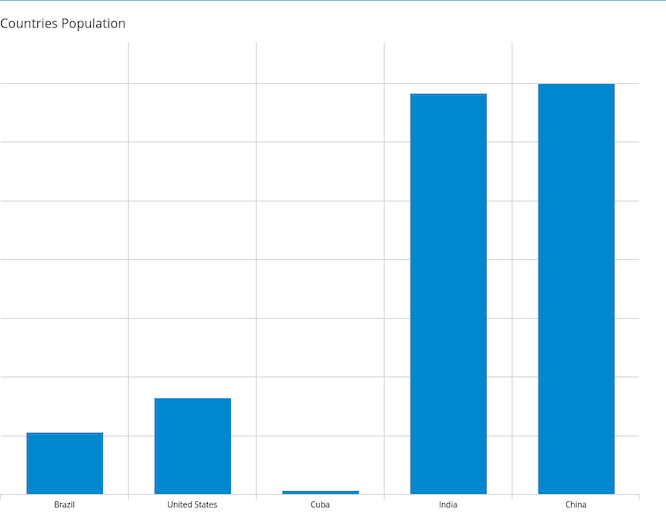 Countries Population
Brazil
United States
Cuba
India
China